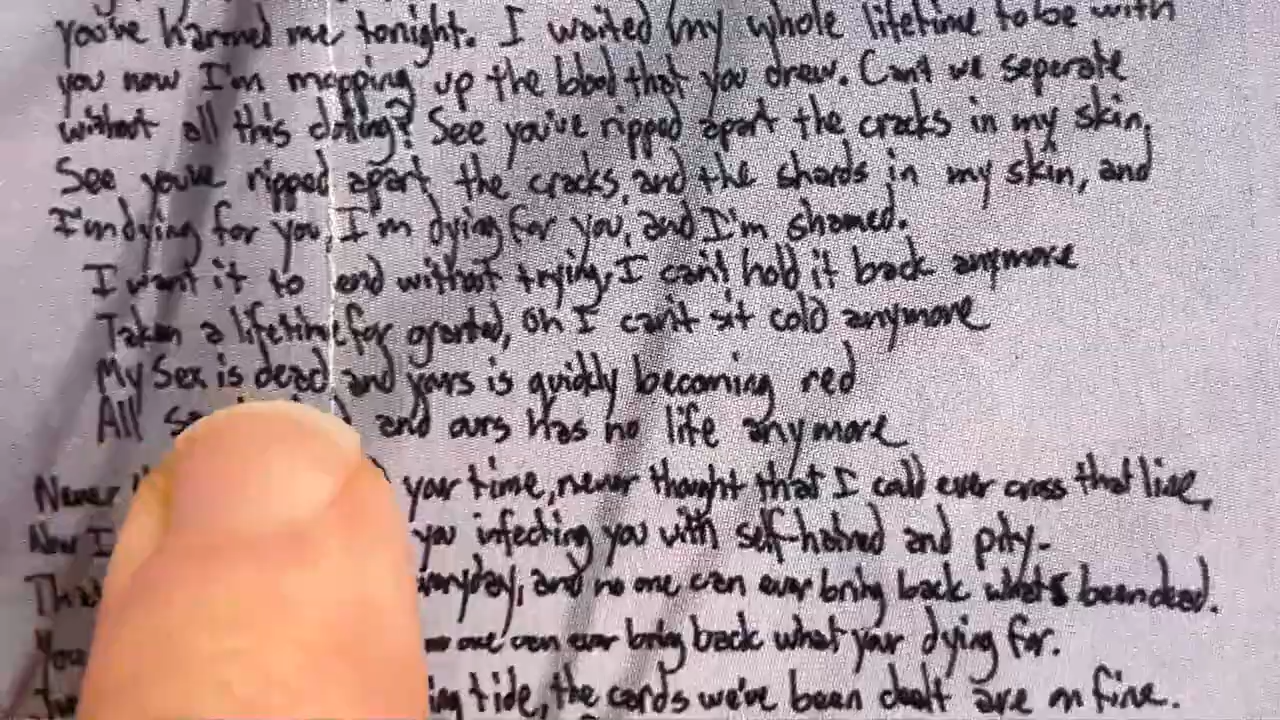 you've harmed me tonight. I waited my whole lifetime to be with
you now I'm mopping up the blood that you drew. Can't we seperate
without all this doting? See you've ripped apart the cracks in my skin,
See you've ripped apart the cracks, and the shards in my skin, and
I'm dying for you, I'm dying for you, and I'm shamed.
I want it to end without trying, I can't hold it back anymore
Taken a lifetime for granted, oh I can't sit cold anymore
My Sex is dead and yours is quickly becoming red
All and ours has no life anymore
Never your time, never thought that I could ever cross that line,
Now I you infecting you with self-hatred and pity.
everyday, and no one can ever bring back what's been dead.
You no one can ever bring back what your dying for.
tide, the cards we've been dealt are fine.